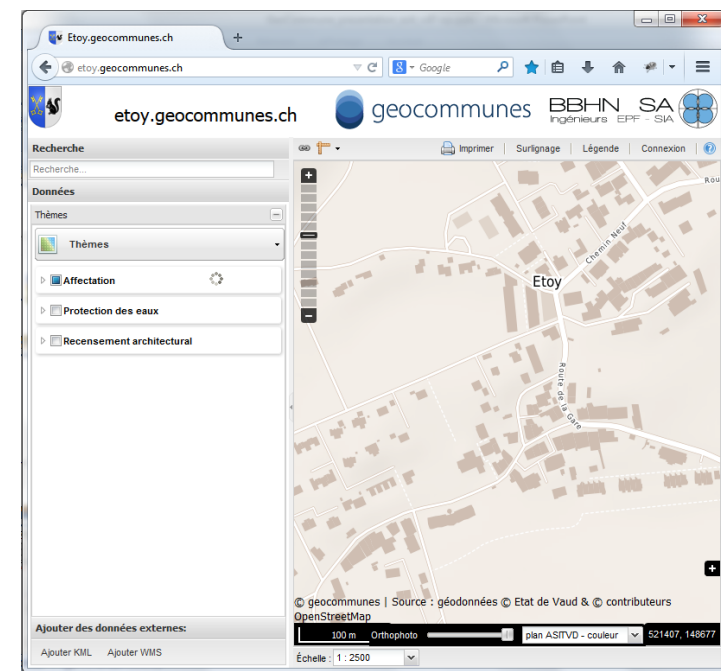 Etoy.geocommunes.ch
etoy.geocommunes.ch
Google
etoy.geocommunes.ch
geocommunes
BBHN SA
Ingénieurs EPF - SIA
Recherche
Imprimer
Surlignage
Légende
Connexion
Recherche...
Données
Thèmes
Thèmes
Affectation
Protection des eaux
Recensement architectural
Rou
Chemin Neuf
Etoy
Route de la Gare
© geocommunes | Source : géodonnées © Etat de Vaud & © contributeurs
OpenStreetMap
Ajouter des données externes:
100 m
Orthophoto
plan ASITVD - couleur
521407, 148677
Ajouter KML
Ajouter WMS
Échelle :
1 : 2500